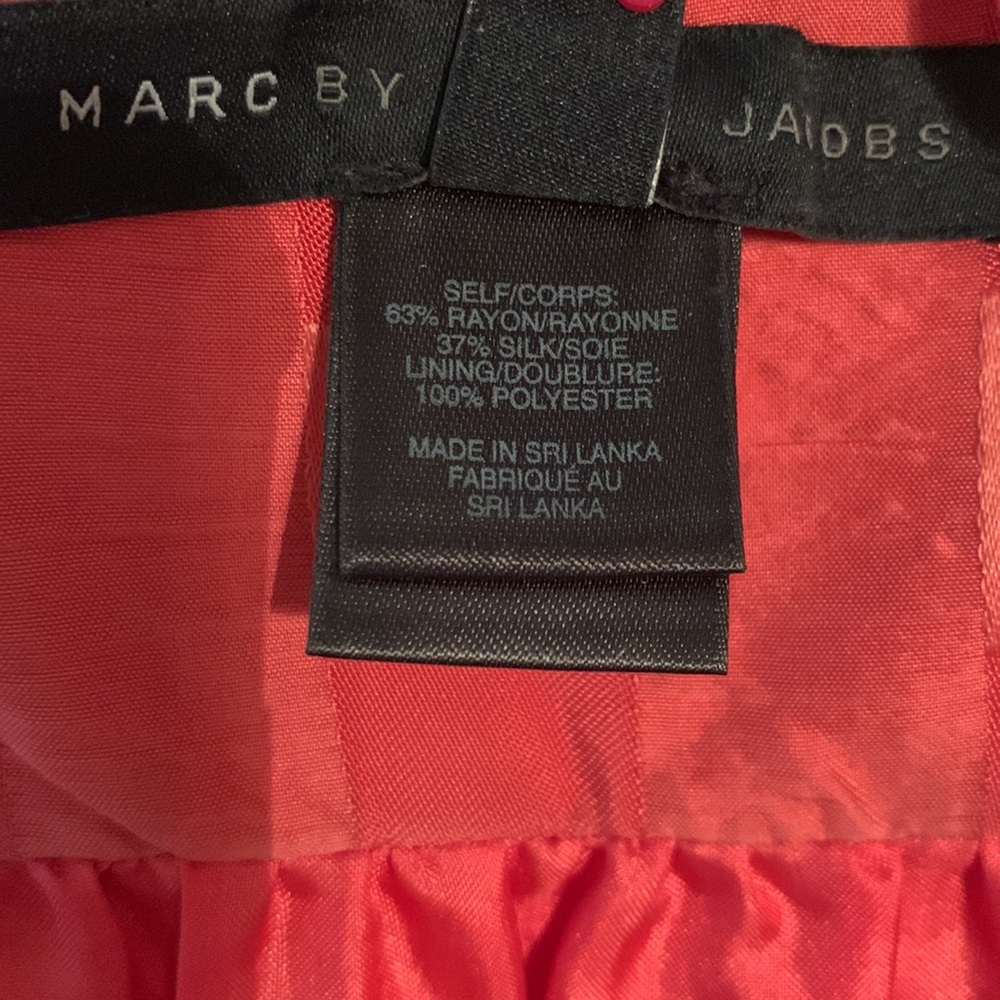 MARC BY JACOBS
SELF/CORPS:
63% RAYON/RAYONNE
37% SILK/SOIE
LINING/DOUBLURE:
100% POLYESTER
MADE IN SRI LANKA
FABRIQUÉ AU
SRI LANKA